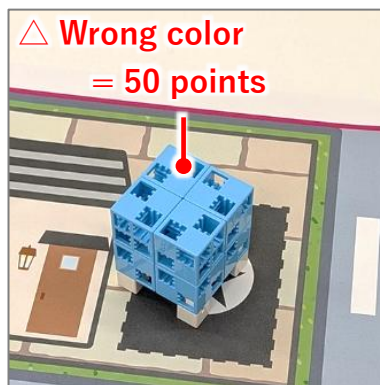 △ Wrong color
= 50 points